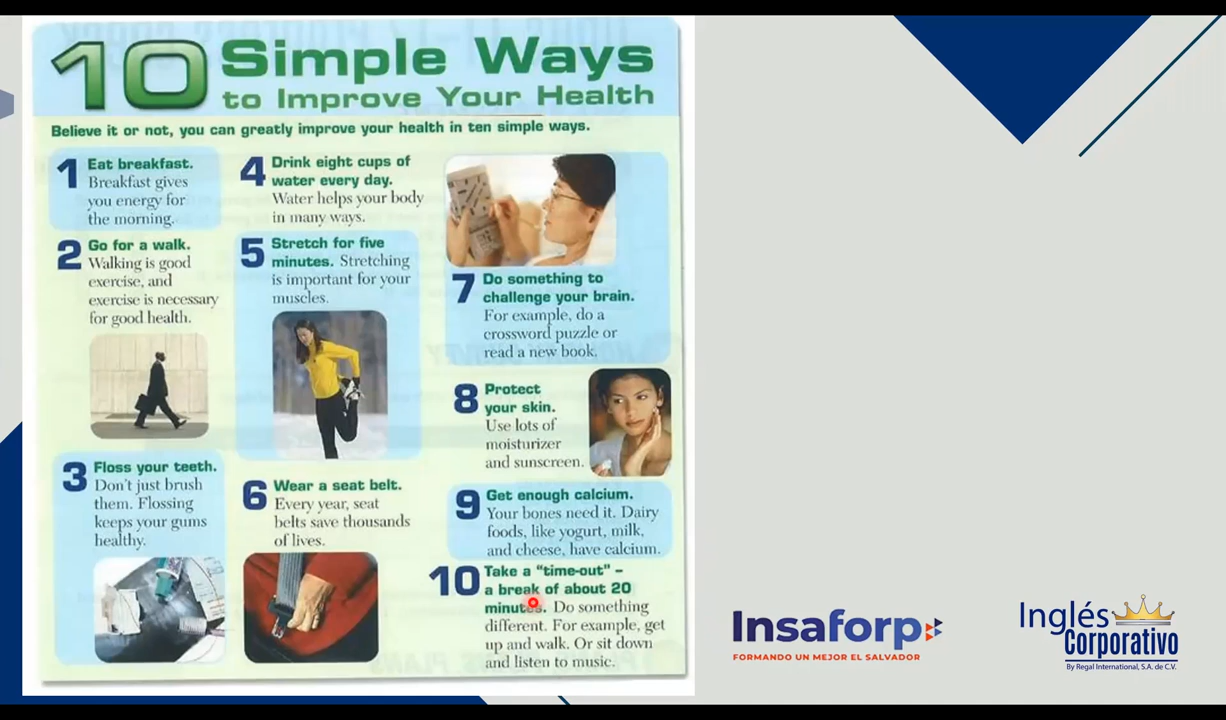 10 Simple Ways
to Improve Your Health
Believe it or not, you can greatly improve your health in ten simple ways.
1 Eat breakfast.
Breakfast gives
you energy for
the morning.
2 Go for a walk.
Walking is good
exercise, and
exercise is necessary
for good health.
3 Floss your teeth.
Don't just brush
them. Flossing
keeps your gums
healthy.
4 Drink eight cups of
water every day.
Water helps your body
in many ways.
5 Stretch for five
minutes. Stretching
is important for your
muscles.
6 Wear a seat belt.
Every year, seat
belts save thousands
of lives.
7 Do something to
challenge your brain.
For example, do a
crossword puzzle or
read a new book.
8 Protect
your skin.
Use lots of
moisturizer
and sunscreen.
9 Get enough calcium.
Your bones need it. Dairy
foods, like yogurt, milk,
and cheese, have calcium.
10 Take a “time-out” –
a break of about 20
minutes. Do something
different. For example, get
up and walk. Or sit down
and listen to music.
Insaforp
FORMANDO UN MEJOR EL SALVADOR
Inglés
Corporativo
By Regal International, S.A. de C.V.